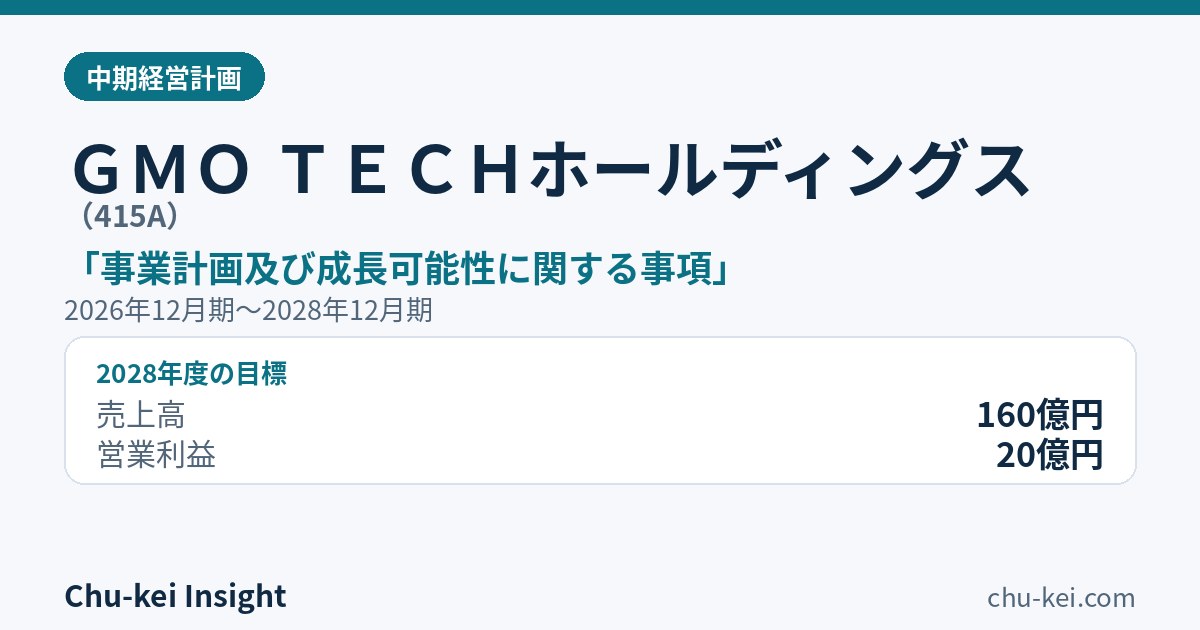 中期経営計画
ＧＭＯ ＴＥＣＨホールディングス
（415A）
「事業計画及び成長可能性に関する事項」
2026年12月期～2028年12月期
2028年度の目標
売上高 160億円
営業利益 20億円
Chu-kei Insight chu-kei.com